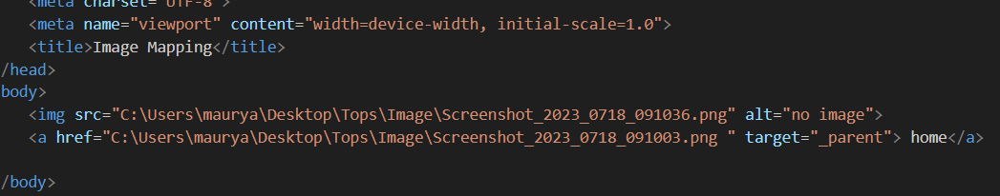 <meta charset="UTF-8">
<meta name="viewport" content="width=device-width, initial-scale=1.0">
<title>Image Mapping</title>
/head>
body>
<img src="C:\Users\maurya\Desktop\Tops\Image\Screenshot_2023_0718_091036.png" alt="no image">
<a href="C:\Users\maurya\Desktop\Tops\Image\Screenshot_2023_0718_091003.png " target="_parent"> home</a>
/body>